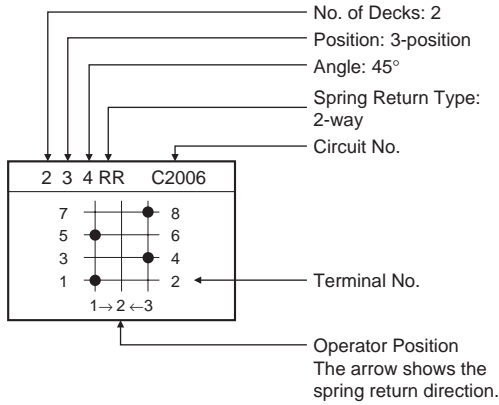 No. of Decks: 2
Position: 3-position
Angle: 45°
Spring Return Type:
2-way
Circuit No.
2 3 4 RR C2006
7 8
5 6
3 4
1 2
Terminal No.
1→2←3
Operator Position
The arrow shows the
spring return direction.